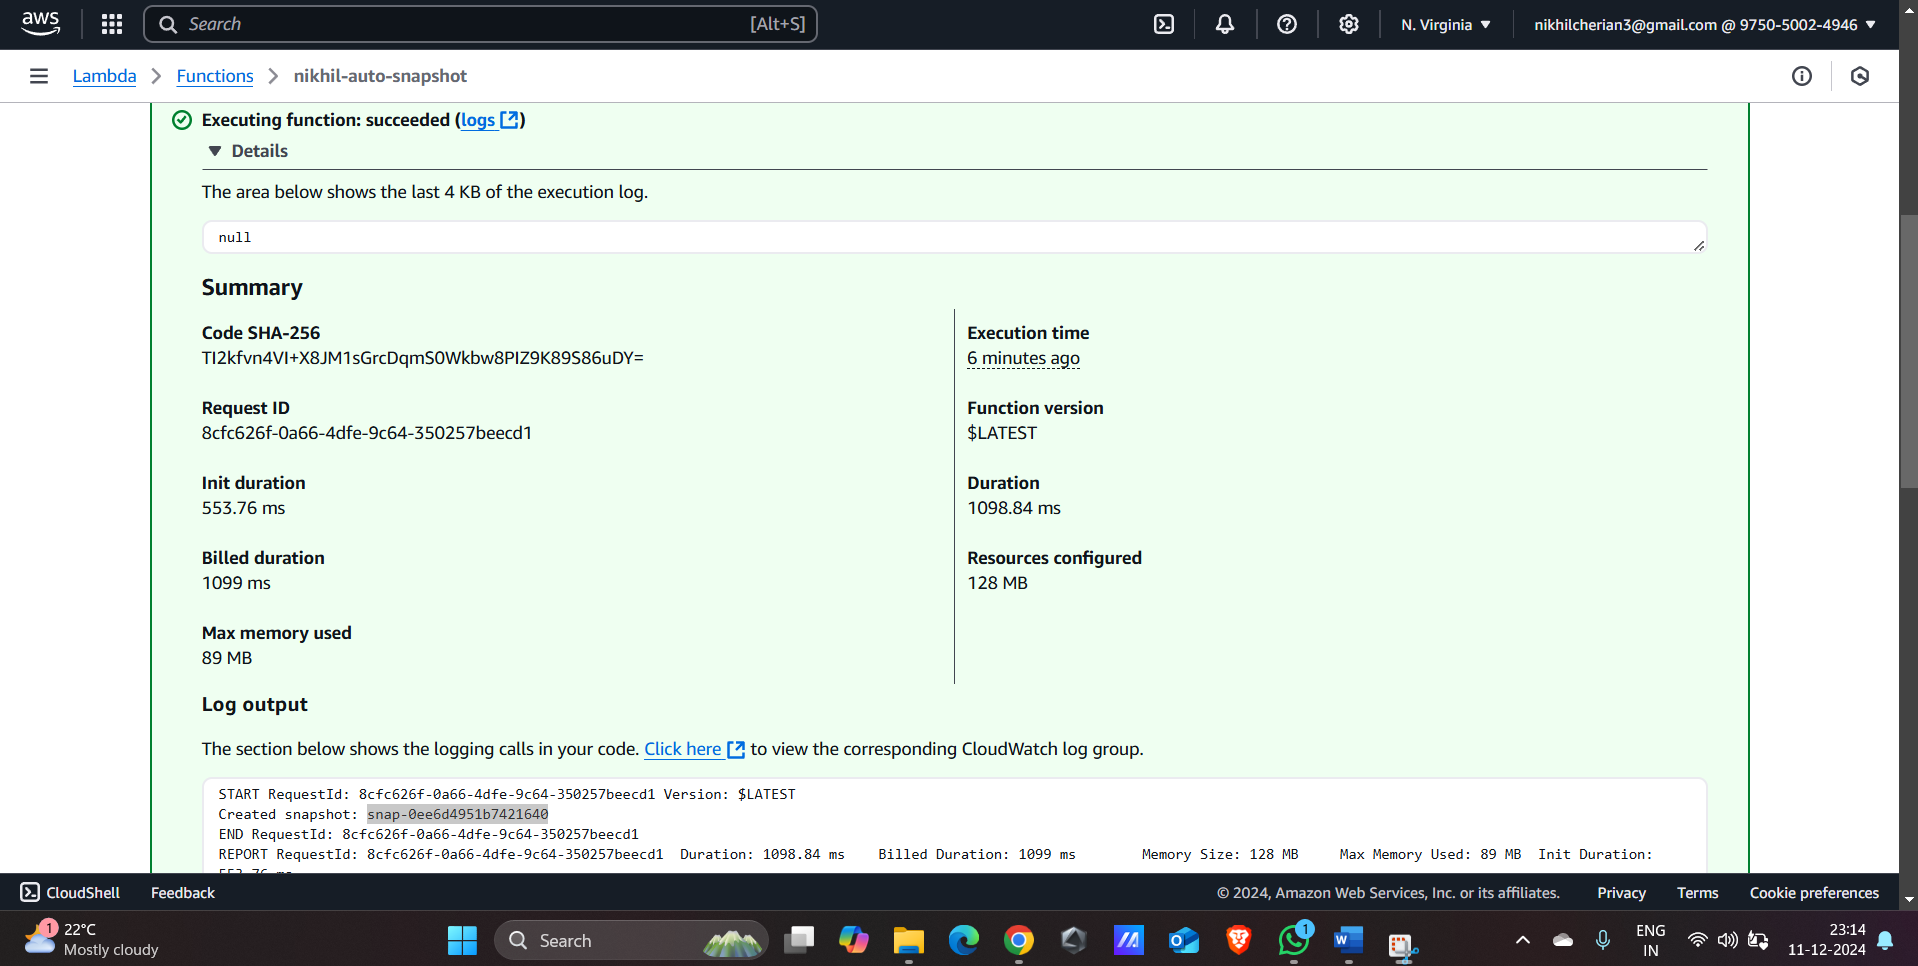 aws
Search [Alt+S]
N. Virginia
nikhilcherian3@gmail.com @ 9750-5002-4946
Lambda
Functions
nikhil-auto-snapshot
Executing function: succeeded (logs)
Details
The area below shows the last 4 KB of the execution log.
null
Summary
Code SHA-256
TI2kfvn4VI+X8JM1sGrcDqmS0Wkbw8PIZ9K89S86uDY=
Request ID
8cfc626f-0a66-4dfe-9c64-350257beecd1
Init duration
553.76 ms
Billed duration
1099 ms
Max memory used
89 MB
Execution time
6 minutes ago
Function version
$LATEST
Duration
1098.84 ms
Resources configured
128 MB
Log output
The section below shows the logging calls in your code. Click here to view the corresponding CloudWatch log group.
START RequestId: 8cfc626f-0a66-4dfe-9c64-350257beecd1 Version: $LATEST
Created snapshot: snap-0ee6d4951b7421640
END RequestId: 8cfc626f-0a66-4dfe-9c64-350257beecd1
REPORT RequestId: 8cfc626f-0a66-4dfe-9c64-350257beecd1 Duration: 1098.84 ms Billed Duration: 1099 ms Memory Size: 128 MB Max Memory Used: 89 MB Init Duration:
553.76 ms
CloudShell
Feedback
© 2024, Amazon Web Services, Inc. or its affiliates.
Privacy
Terms
Cookie preferences
1
22°C
Mostly cloudy
Search
1
W
ENG
IN
23:14
11-12-2024